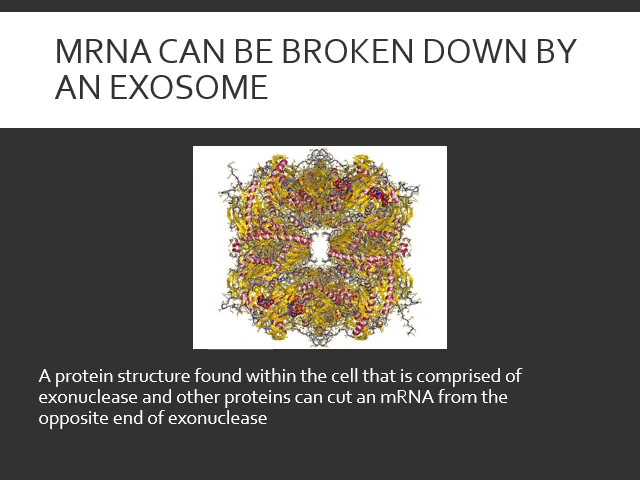 MRNA CAN BE BROKEN DOWN BY
AN EXOSOME
A protein structure found within the cell that is comprised of
exonuclease and other proteins can cut an mRNA from the
opposite end of exonuclease